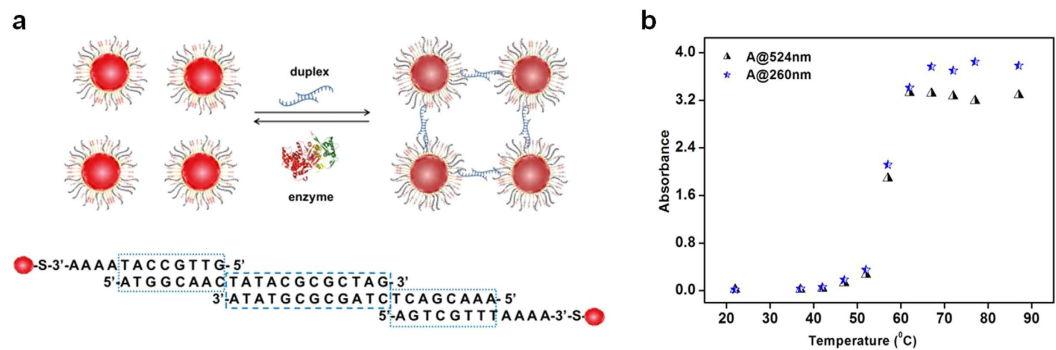 a
duplex
enzyme
-S-3'-AAAATACCGTTG-5'
5'-ATGGCAACTATACGCGCTAG-3'
3'-ATATGCGCGATCTCAGCAAA-5'
5'-AGTCGTTTAAAA-3'-S-
b
A@524nm
A@260nm
Absorbance
4.0
3.2
2.4
1.6
0.8
0.0
20 30 40 50 60 70 80 90
Temperature (⁰C)